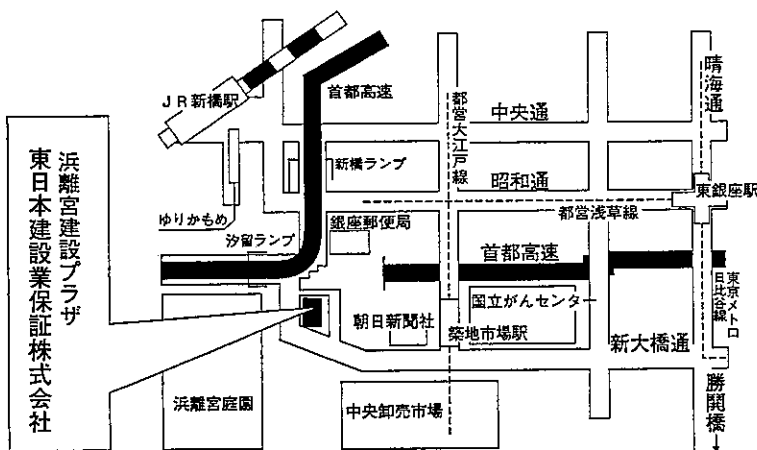 JR新橋駅
首都高速
都営大江戸線
中央通
晴海通
新橋ランプ
昭和通
東銀座駅
ゆりかもめ
都営浅草線
汐留ランプ
銀座郵便局
首都高速
浜離宮建設プラザ
東日本建設業保証株式会社
国立がんセンター
東京メトロ
日比谷線
朝日新聞社
築地市場駅
新大橋通
浜離宮庭園
中央卸売市場
勝関橋